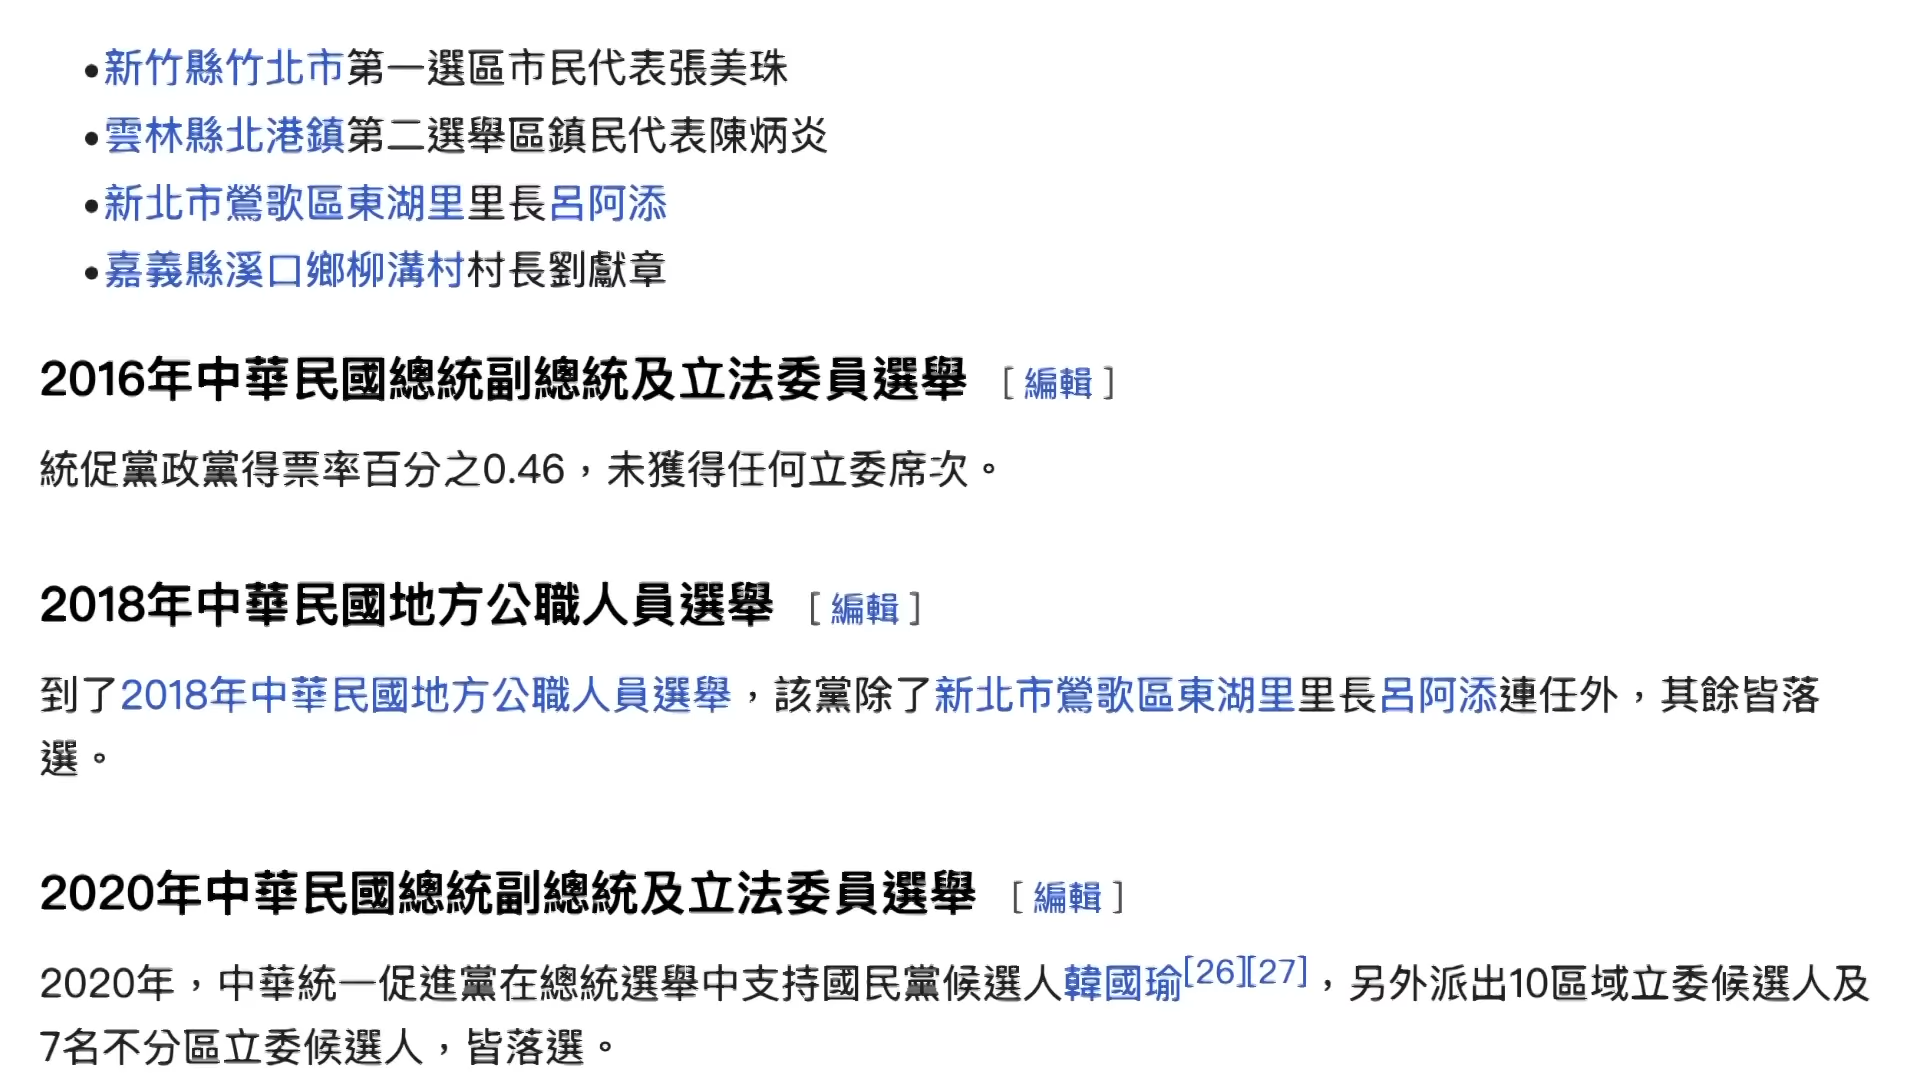 •新竹縣竹北市第一選區市民代表張美珠
•雲林縣北港鎮第二選舉區鎮民代表陳炳炎
•新北市鶯歌區東湖里里長呂阿添
•嘉義縣溪口鄉柳溝村村長劉獻章
2016年中華民國總統副總統及立法委員選舉 [編輯]
統促黨政黨得票率百分之0.46，未獲得任何立委席次。
2018年中華民國地方公職人員選舉 [編輯]
到了2018年中華民國地方公職人員選舉，該黨除了新北市鶯歌區東湖里里長呂阿添連任外，其餘皆落
選。
2020年中華民國總統副總統及立法委員選舉 [編輯]
2020年，中華統一促進黨在總統選舉中支持國民黨候選人韓國瑜[26][27]，另外派出10區域立委候選人及
7名不分區立委候選人，皆落選。